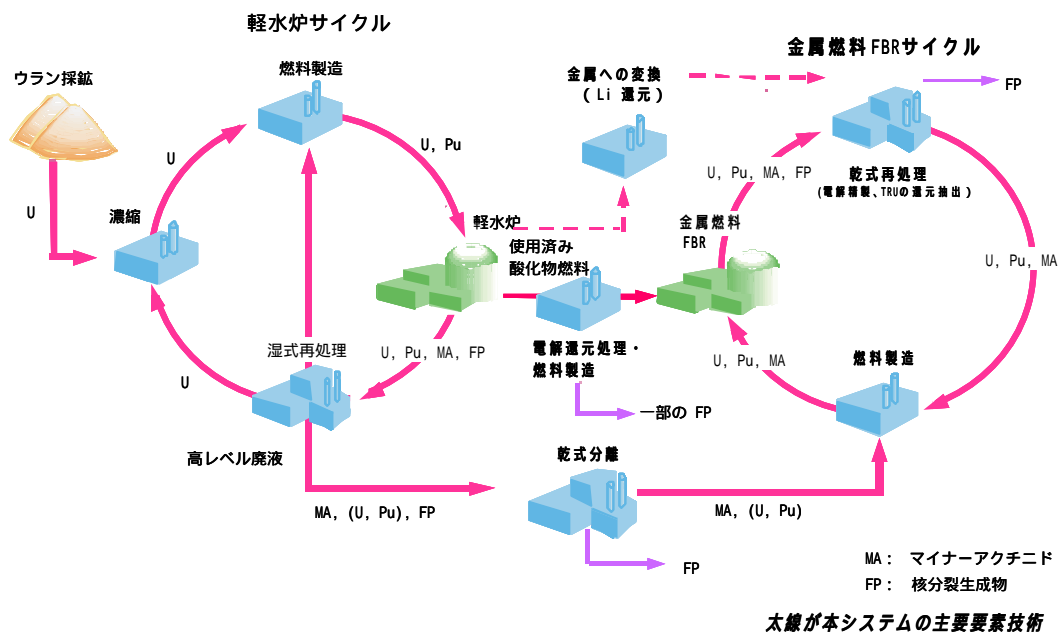 軽水炉サイクル
金属燃料FBRサイクル
ウラン採鉱
燃料製造
金属への変換
(Li 還元)
FP
U
U, Pu
U, Pu, MA, FP
乾式再処理
(電解精製、TRUの還元抽出)
U
濃縮
軽水炉
使用済み
酸化物燃料
金属燃料
FBR
U, Pu, MA
湿式再処理
U, Pu, MA, FP
電解還元処理・
燃料製造
U, Pu, MA
燃料製造
U
一部の FP
高レベル廃液
乾式分離
MA, (U, Pu), FP
MA, (U, Pu)
FP
MA: マイナーアクチニド
FP: 核分裂生成物
太線が本システムの主要要素技術